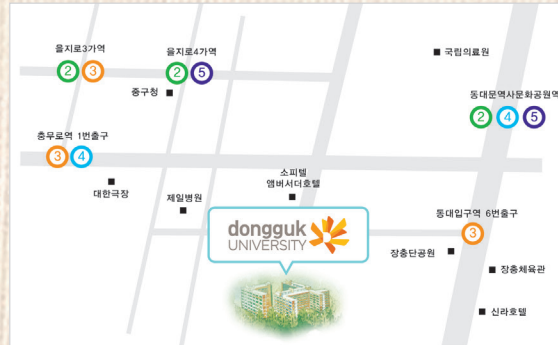 을지로3가역
2 3
을지로4가역
2 5
중구청
국립의료원
동대문역사문화공원역
2 4 5
충무로역 1번출구
3 4
대한극장
제일병원
소피텔
앰버서더호텔
dongguk
UNIVERSITY
동대입구역 6번출구
3
장충단공원
장충체육관
신라호텔